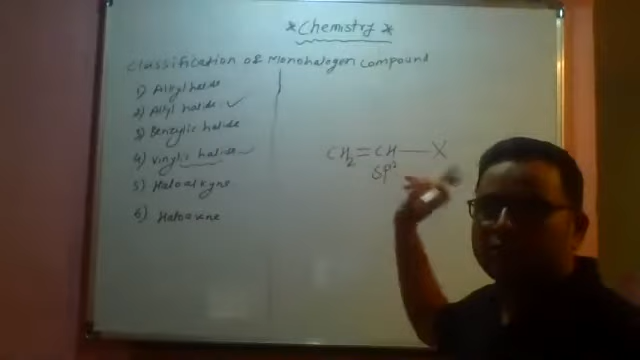 * Chemistry *
Classification of Monohalogen Compound
1) Alkyl halide
2) Allyl halide ✓
3) Benzylic halide
4) Vinylic halide
5) Haloalkyne
6) Haloarene
CH₂=CH—X
SP²